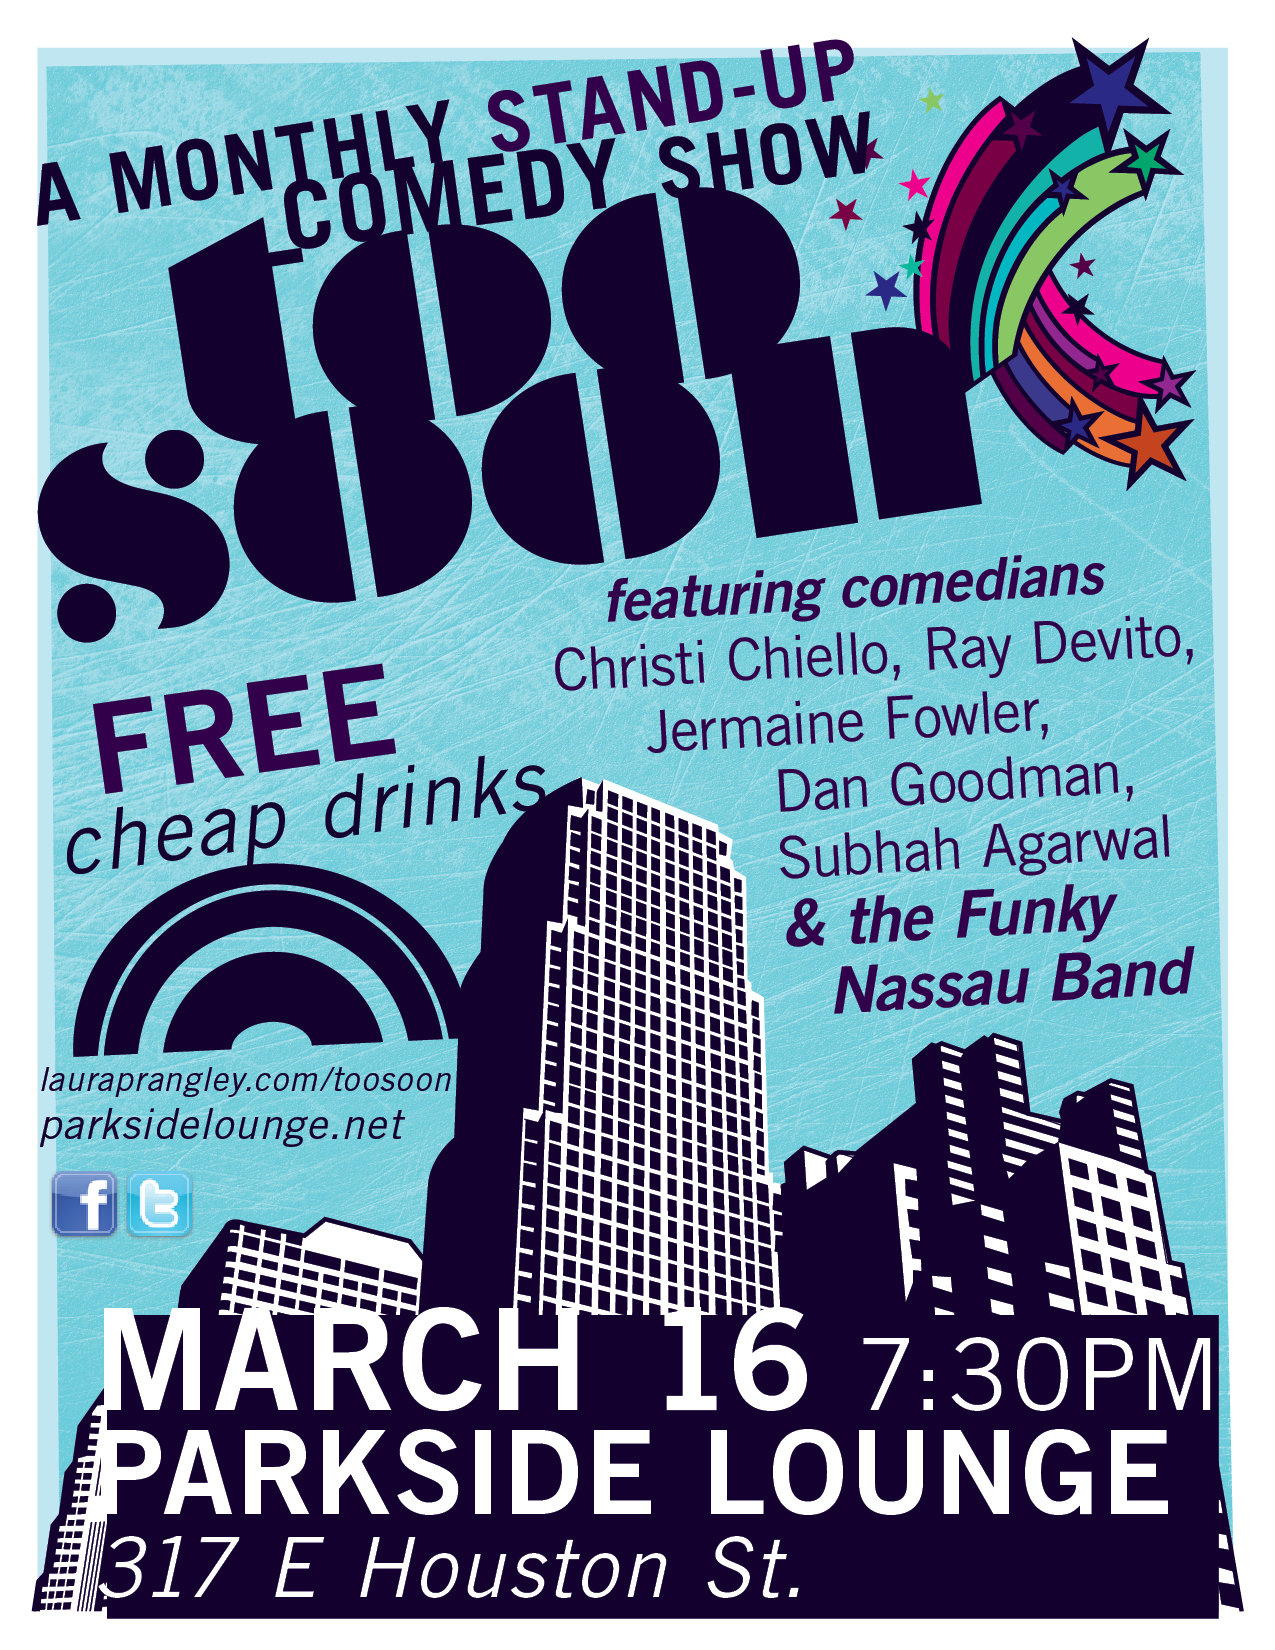 A MONTHLY STAND-UP
COMEDY SHOW
too
soon
featuring comedians
Christi Chiello, Ray Devito,
Jermaine Fowler,
Dan Goodman,
Subhah Agarwal
& the Funky
Nassau Band
FREE
cheap drinks
lauraprangley.com/toosoon
parksidelounge.net
f t
MARCH 16 7:30PM
PARKSIDE LOUNGE
317 E Houston St.